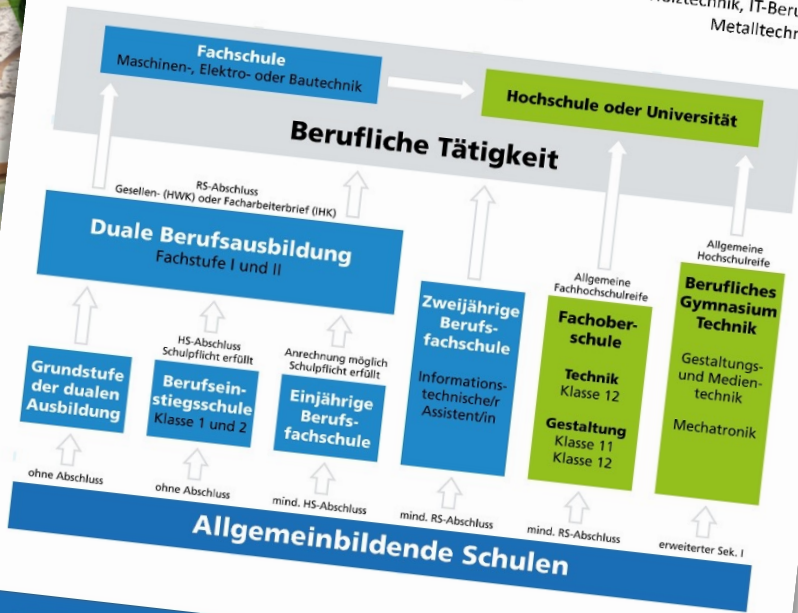 IT-Beru
Metalltechn
Fachschule
Maschinen-, Elektro- oder Bautechnik
Hochschule oder Universität
Berufliche Tätigkeit
RS-Abschluss
Gesellen- (HWK) oder Facharbeiterbrief (IHK)
Duale Berufsausbildung
Fachstufe I und II
Allgemeine
Hochschulreife
Berufliches
Gymnasium
Technik
Gestaltungs-
und Medien-
technik
Mechatronik
Allgemeine
Fachhochschulreife
Fachober-
schule
Technik
Klasse 12
Gestaltung
Klasse 11
Klasse 12
Zweijährige
Berufs-
fachschule
Informations-
technische/r
Assistent/in
HS-Abschluss
Schulpflicht erfüllt
Anrechnung möglich
Schulpflicht erfüllt
Grundstufe
der dualen
Ausbildung
Berufsein-
stiegsschule
Klasse 1 und 2
Einjährige
Berufs-
fachschule
ohne Abschluss
ohne Abschluss
mind. HS-Abschluss
mind. RS-Abschluss
mind. RS-Abschluss
erweiterter Sek. I
Allgemeinbildende Schulen